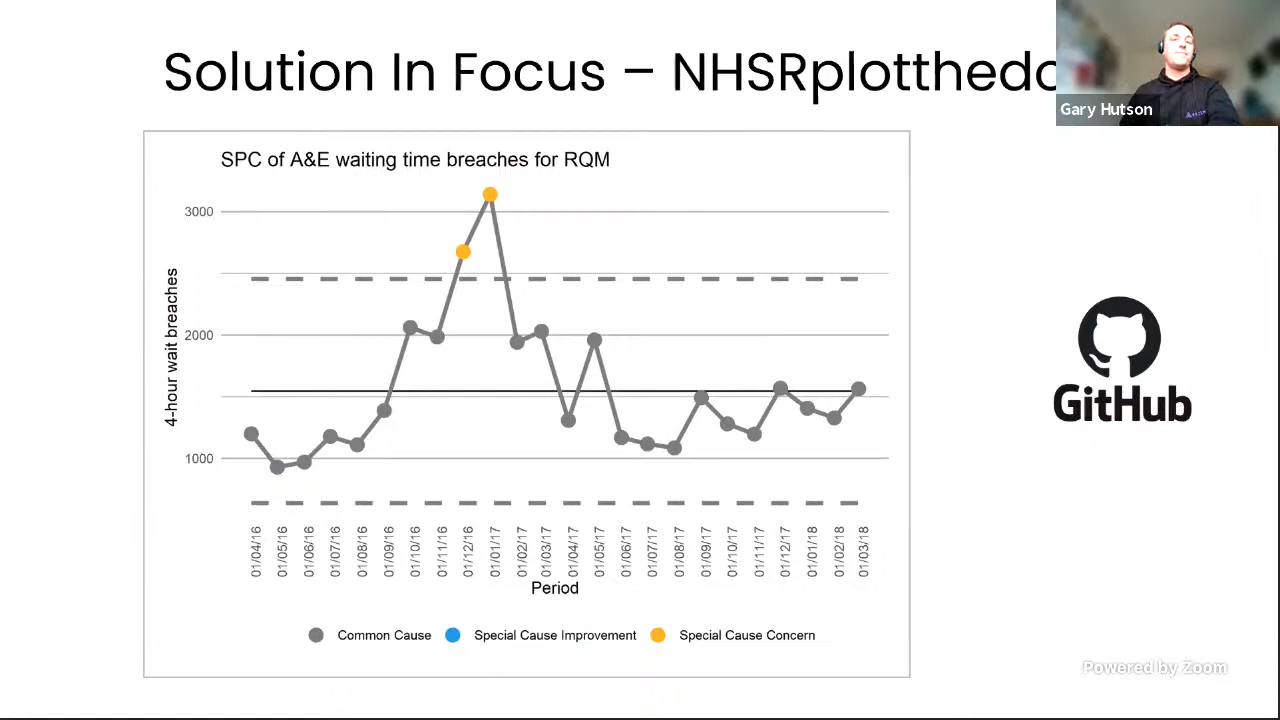 Solution In Focus – NHSRplotthedo
Gary Hutson
SPC of A&E waiting time breaches for RQM
4-hour wait breaches
3000
2000
1000
01/04/16
01/05/16
01/06/16
01/07/16
01/08/16
01/09/16
01/10/16
01/11/16
01/12/16
01/01/17
01/02/17
01/03/17
01/04/17
01/05/17
01/06/17
01/07/17
01/08/17
01/09/17
01/10/17
01/11/17
01/12/17
01/01/18
01/02/18
01/03/18
Period
Common Cause
Special Cause Improvement
Special Cause Concern
GitHub
Powered by Zoom